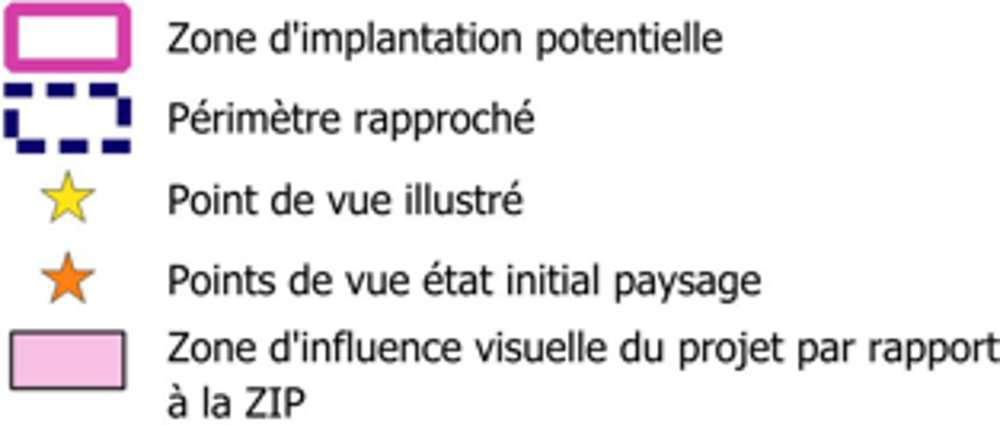 Zone d'implantation potentielle
Périmètre rapproché
Point de vue illustré
Points de vue état initial paysage
Zone d'influence visuelle du projet par rapport
à la ZIP